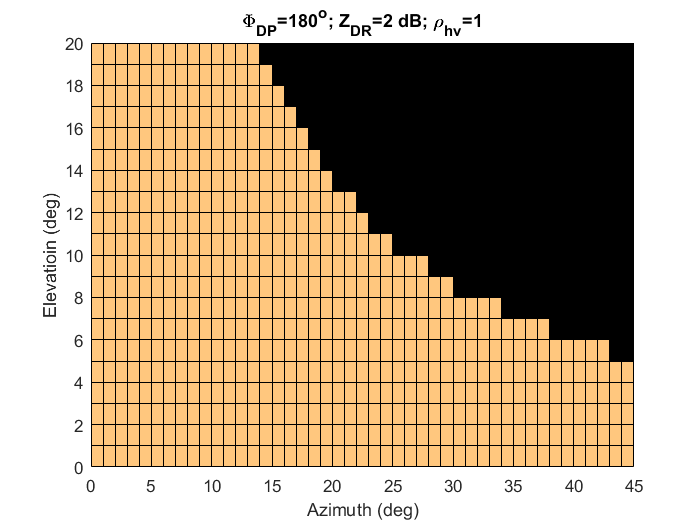 Φ_DP=180°; Z_DR=2 dB; ρ_hv=1
20
18
16
14
12
10
8
6
4
2
0
Elevatioin (deg)
0 5 10 15 20 25 30 35 40 45
Azimuth (deg)